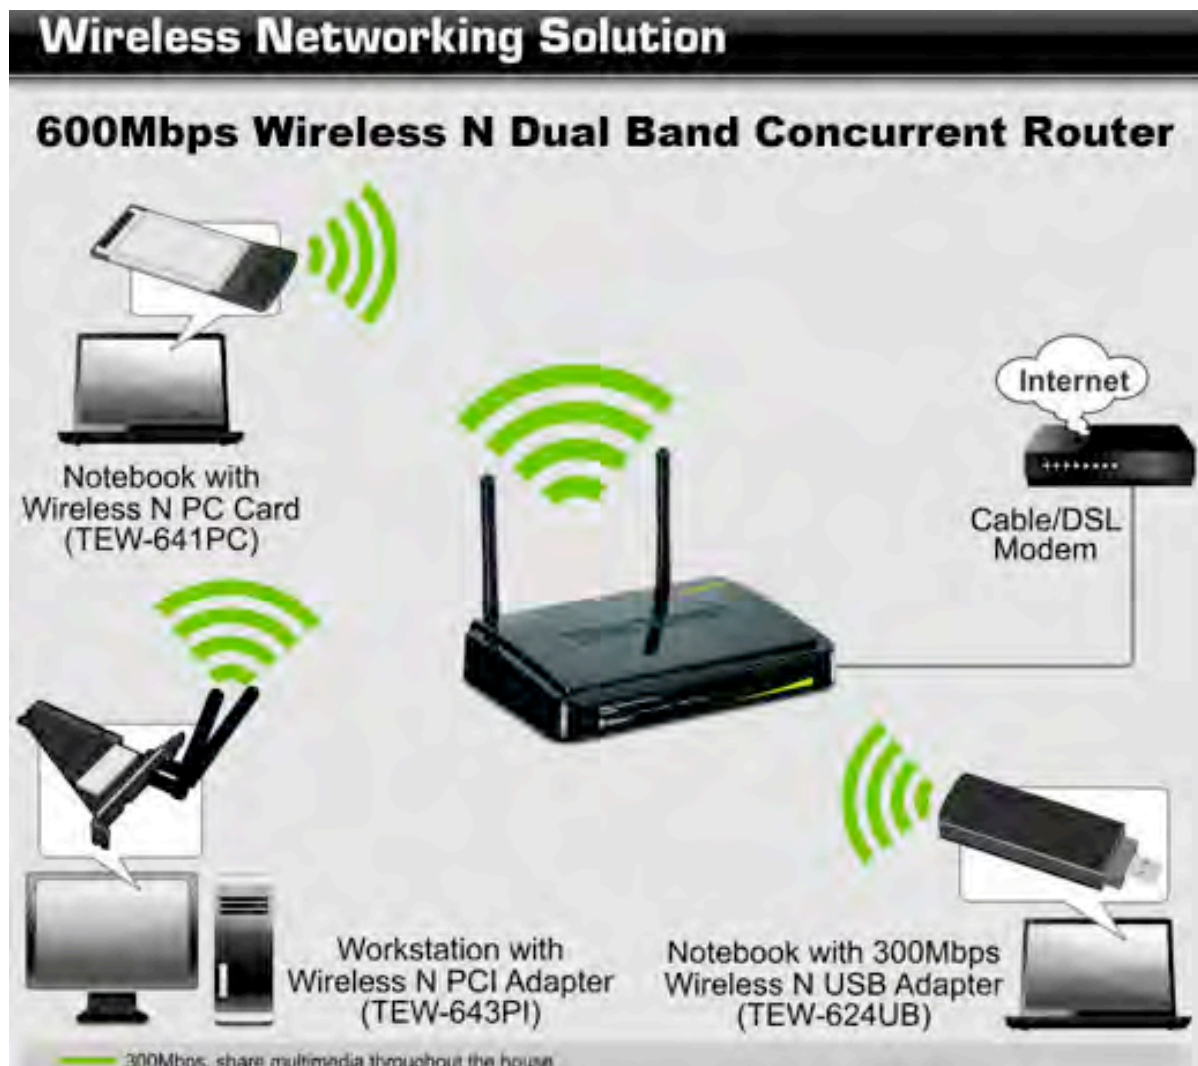 Wireless Networking Solution
600Mbps Wireless N Dual Band Concurrent Router
Notebook with
Wireless N PC Card
(TEW-641PC)
Internet
Cable/DSL
Modem
Workstation with
Wireless N PCI Adapter
(TEW-643PI)
Notebook with 300Mbps
Wireless N USB Adapter
(TEW-624UB)
300Mbps, share multimedia throughout the house